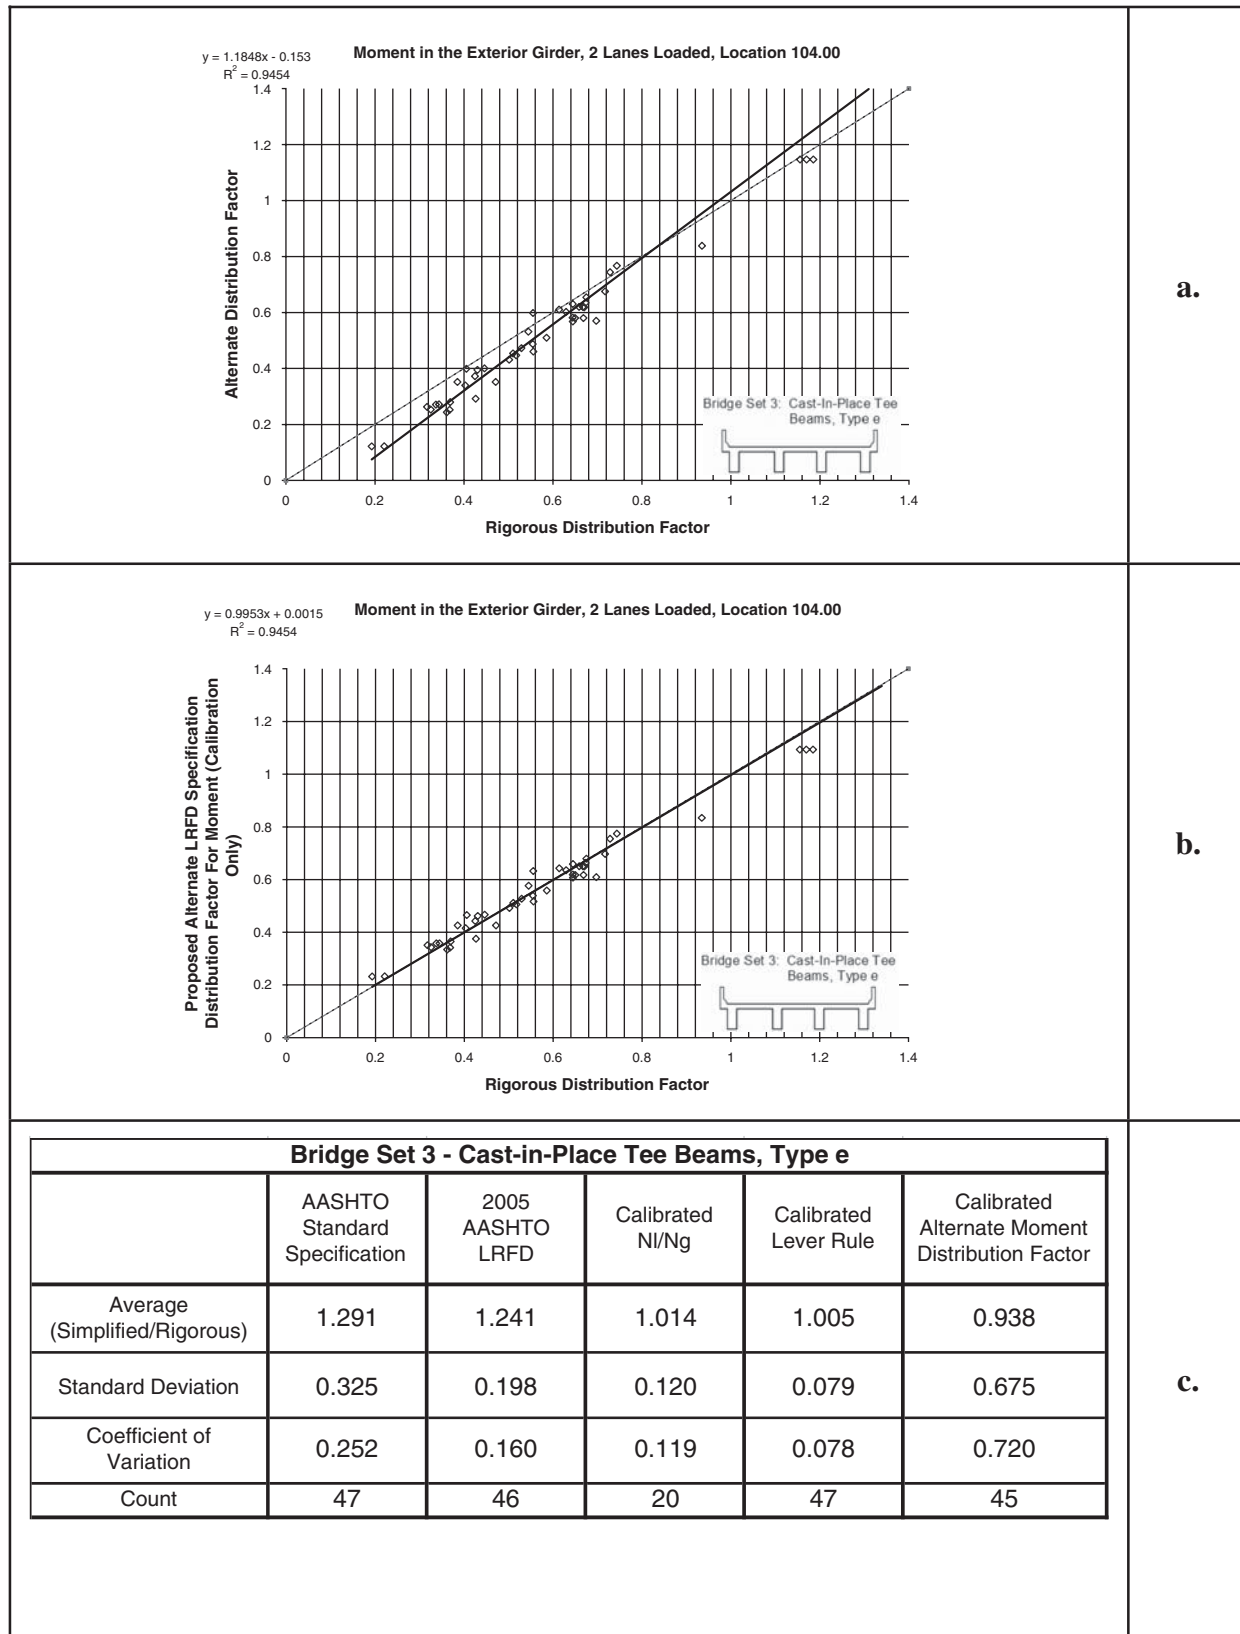 y = 1.1848x - 0.153
R² = 0.9454
Moment in the Exterior Girder, 2 Lanes Loaded, Location 104.00
Alternate Distribution Factor
1.4
1.2
1
0.8
0.6
0.4
0.2
0
0 0.2 0.4 0.6 0.8 1 1.2 1.4
Rigorous Distribution Factor
Bridge Set 3: Cast-In-Place Tee
Beams, Type e
a.
y = 0.9953x + 0.0015
R² = 0.9454
Moment in the Exterior Girder, 2 Lanes Loaded, Location 104.00
Proposed Alternate LRFD Specification
Distribution Factor For Moment (Calibration
Only)
1.4
1.2
1
0.8
0.6
0.4
0.2
0
0 0.2 0.4 0.6 0.8 1 1.2 1.4
Rigorous Distribution Factor
Bridge Set 3: Cast-In-Place Tee
Beams, Type e
b.
Bridge Set 3 - Cast-in-Place Tee Beams, Type e
AASHTO
Standard
Specification
2005
AASHTO
LRFD
Calibrated
Nl/Ng
Calibrated
Lever Rule
Calibrated
Alternate Moment
Distribution Factor
Average
(Simplified/Rigorous)
1.291 1.241 1.014 1.005 0.938
Standard Deviation 0.325 0.198 0.120 0.079 0.675
Coefficient of
Variation
0.252 0.160 0.119 0.078 0.720
Count 47 46 20 47 45
c.